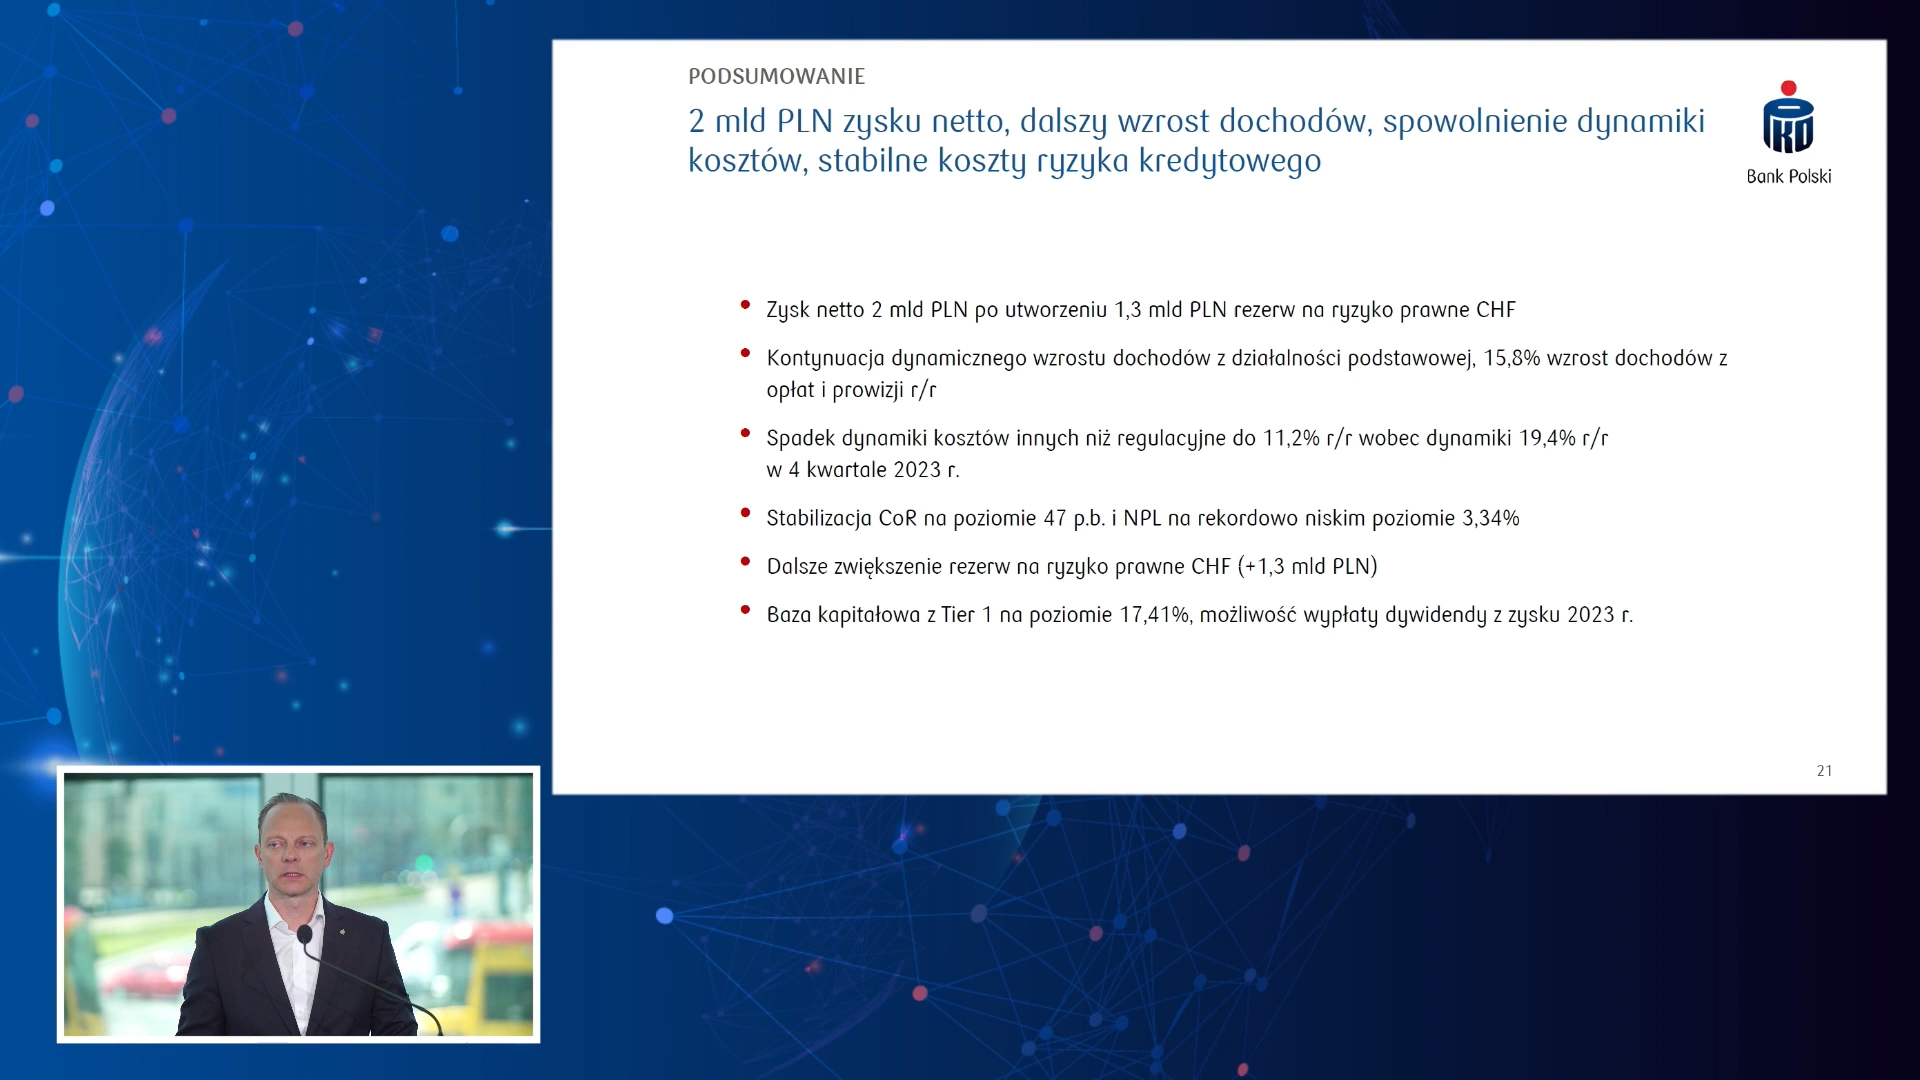 PODSUMOWANIE
2 mld PLN zysku netto, dalszy wzrost dochodów, spowolnienie dynamiki
kosztów, stabilne koszty ryzyka kredytowego
PKO
Bank Polski
• Zysk netto 2 mld PLN po utworzeniu 1,3 mld PLN rezerw na ryzyko prawne CHF
• Kontynuacja dynamicznego wzrostu dochodów z działalności podstawowej, 15,8% wzrost dochodów z
opłat i prowizji r/r
• Spadek dynamiki kosztów innych niż regulacyjne do 11,2% r/r wobec dynamiki 19,4% r/r
w 4 kwartale 2023 r.
• Stabilizacja CoR na poziomie 47 p.b. i NPL na rekordowo niskim poziomie 3,34%
• Dalsze zwiększenie rezerw na ryzyko prawne CHF (+1,3 mld PLN)
• Baza kapitałowa z Tier 1 na poziomie 17,41%, możliwość wypłaty dywidendy z zysku 2023 r.
21